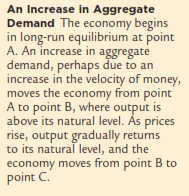 An Increase in Aggregate
Demand The economy begins
in long-run equilibrium at point
A. An increase in aggregate
demand, perhaps due to an
increase in the velocity of money,
moves the economy from point
A to point B, where output is
above its natural level. As prices
rise, output gradually returns
to its natural level, and the
economy moves from point B to
point C.